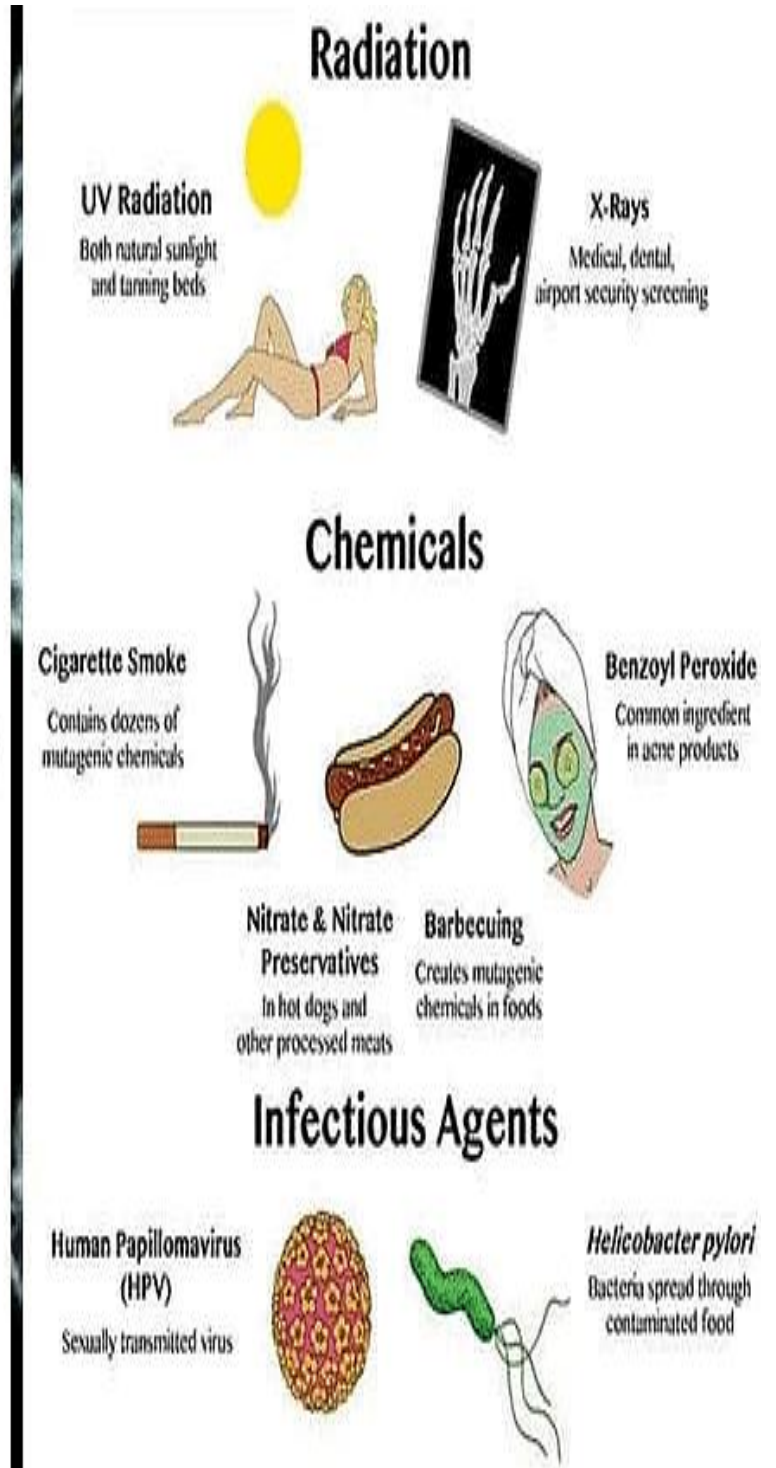 Radiation
UV Radiation
Both natural sunlight
and tanning beds
X-Rays
Medical, dental,
airport security screening
Chemicals
Cigarette Smoke
Contains dozens of
mutagenic chemicals
Benzoyl Peroxide
Common ingredient
in acne products
Nitrate & Nitrate
Preservatives
In hot dogs and
other processed meats
Barbecuing
Creates mutagenic
chemicals in foods
Infectious Agents
Human Papillomavirus
(HPV)
Sexually transmitted virus
Helicobacter pylori
Bacteria spread through
contaminated food